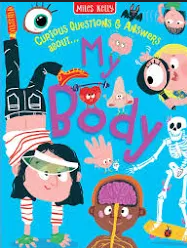 MILES KELLY
CURIOUS QUESTIONS & ANSWERS
ABOUT...
My
Body